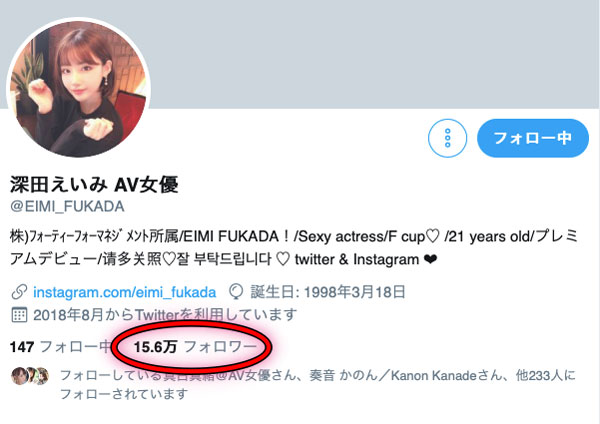 フォロー中
深田えいみ AV女優
@EIMI_FUKADA
株)ﾌｫｰﾃｨｰﾌｫｰﾏﾈｼﾞﾒﾝﾄ所属/EIMI FUKADA！/Sexy actress/F cup♡ /21 years old/プレミ
アムデビュー/请多关照♡잘 부탁드립니다 ♡ twitter & Instagram ❤
instagram.com/eimi_fukada 誕生日: 1998年3月18日
2018年8月からTwitterを利用しています
147 フォロー中 15.6万 フォロワー
フォローしている真白真緒@AV女優さん、奏音 かのん／Kanon Kanadeさん、他233人に
フォローされています